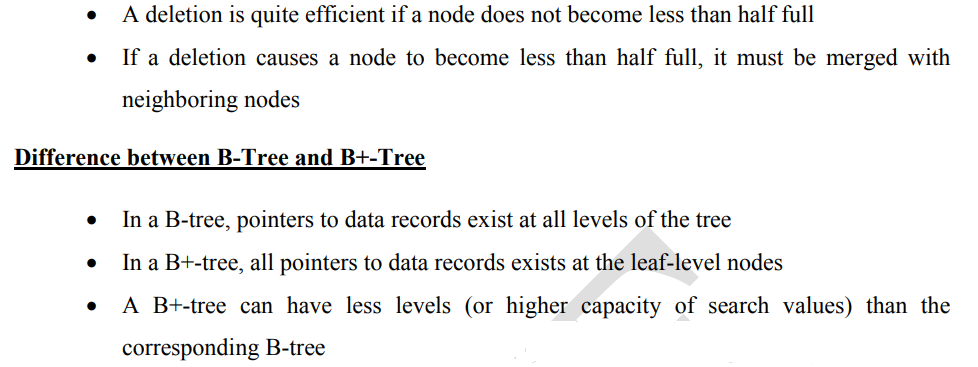 • A deletion is quite efficient if a node does not become less than half full
• If a deletion causes a node to become less than half full, it must be merged with
neighboring nodes
Difference between B-Tree and B+-Tree
• In a B-tree, pointers to data records exist at all levels of the tree
• In a B+-tree, all pointers to data records exists at the leaf-level nodes
• A B+-tree can have less levels (or higher capacity of search values) than the
corresponding B-tree